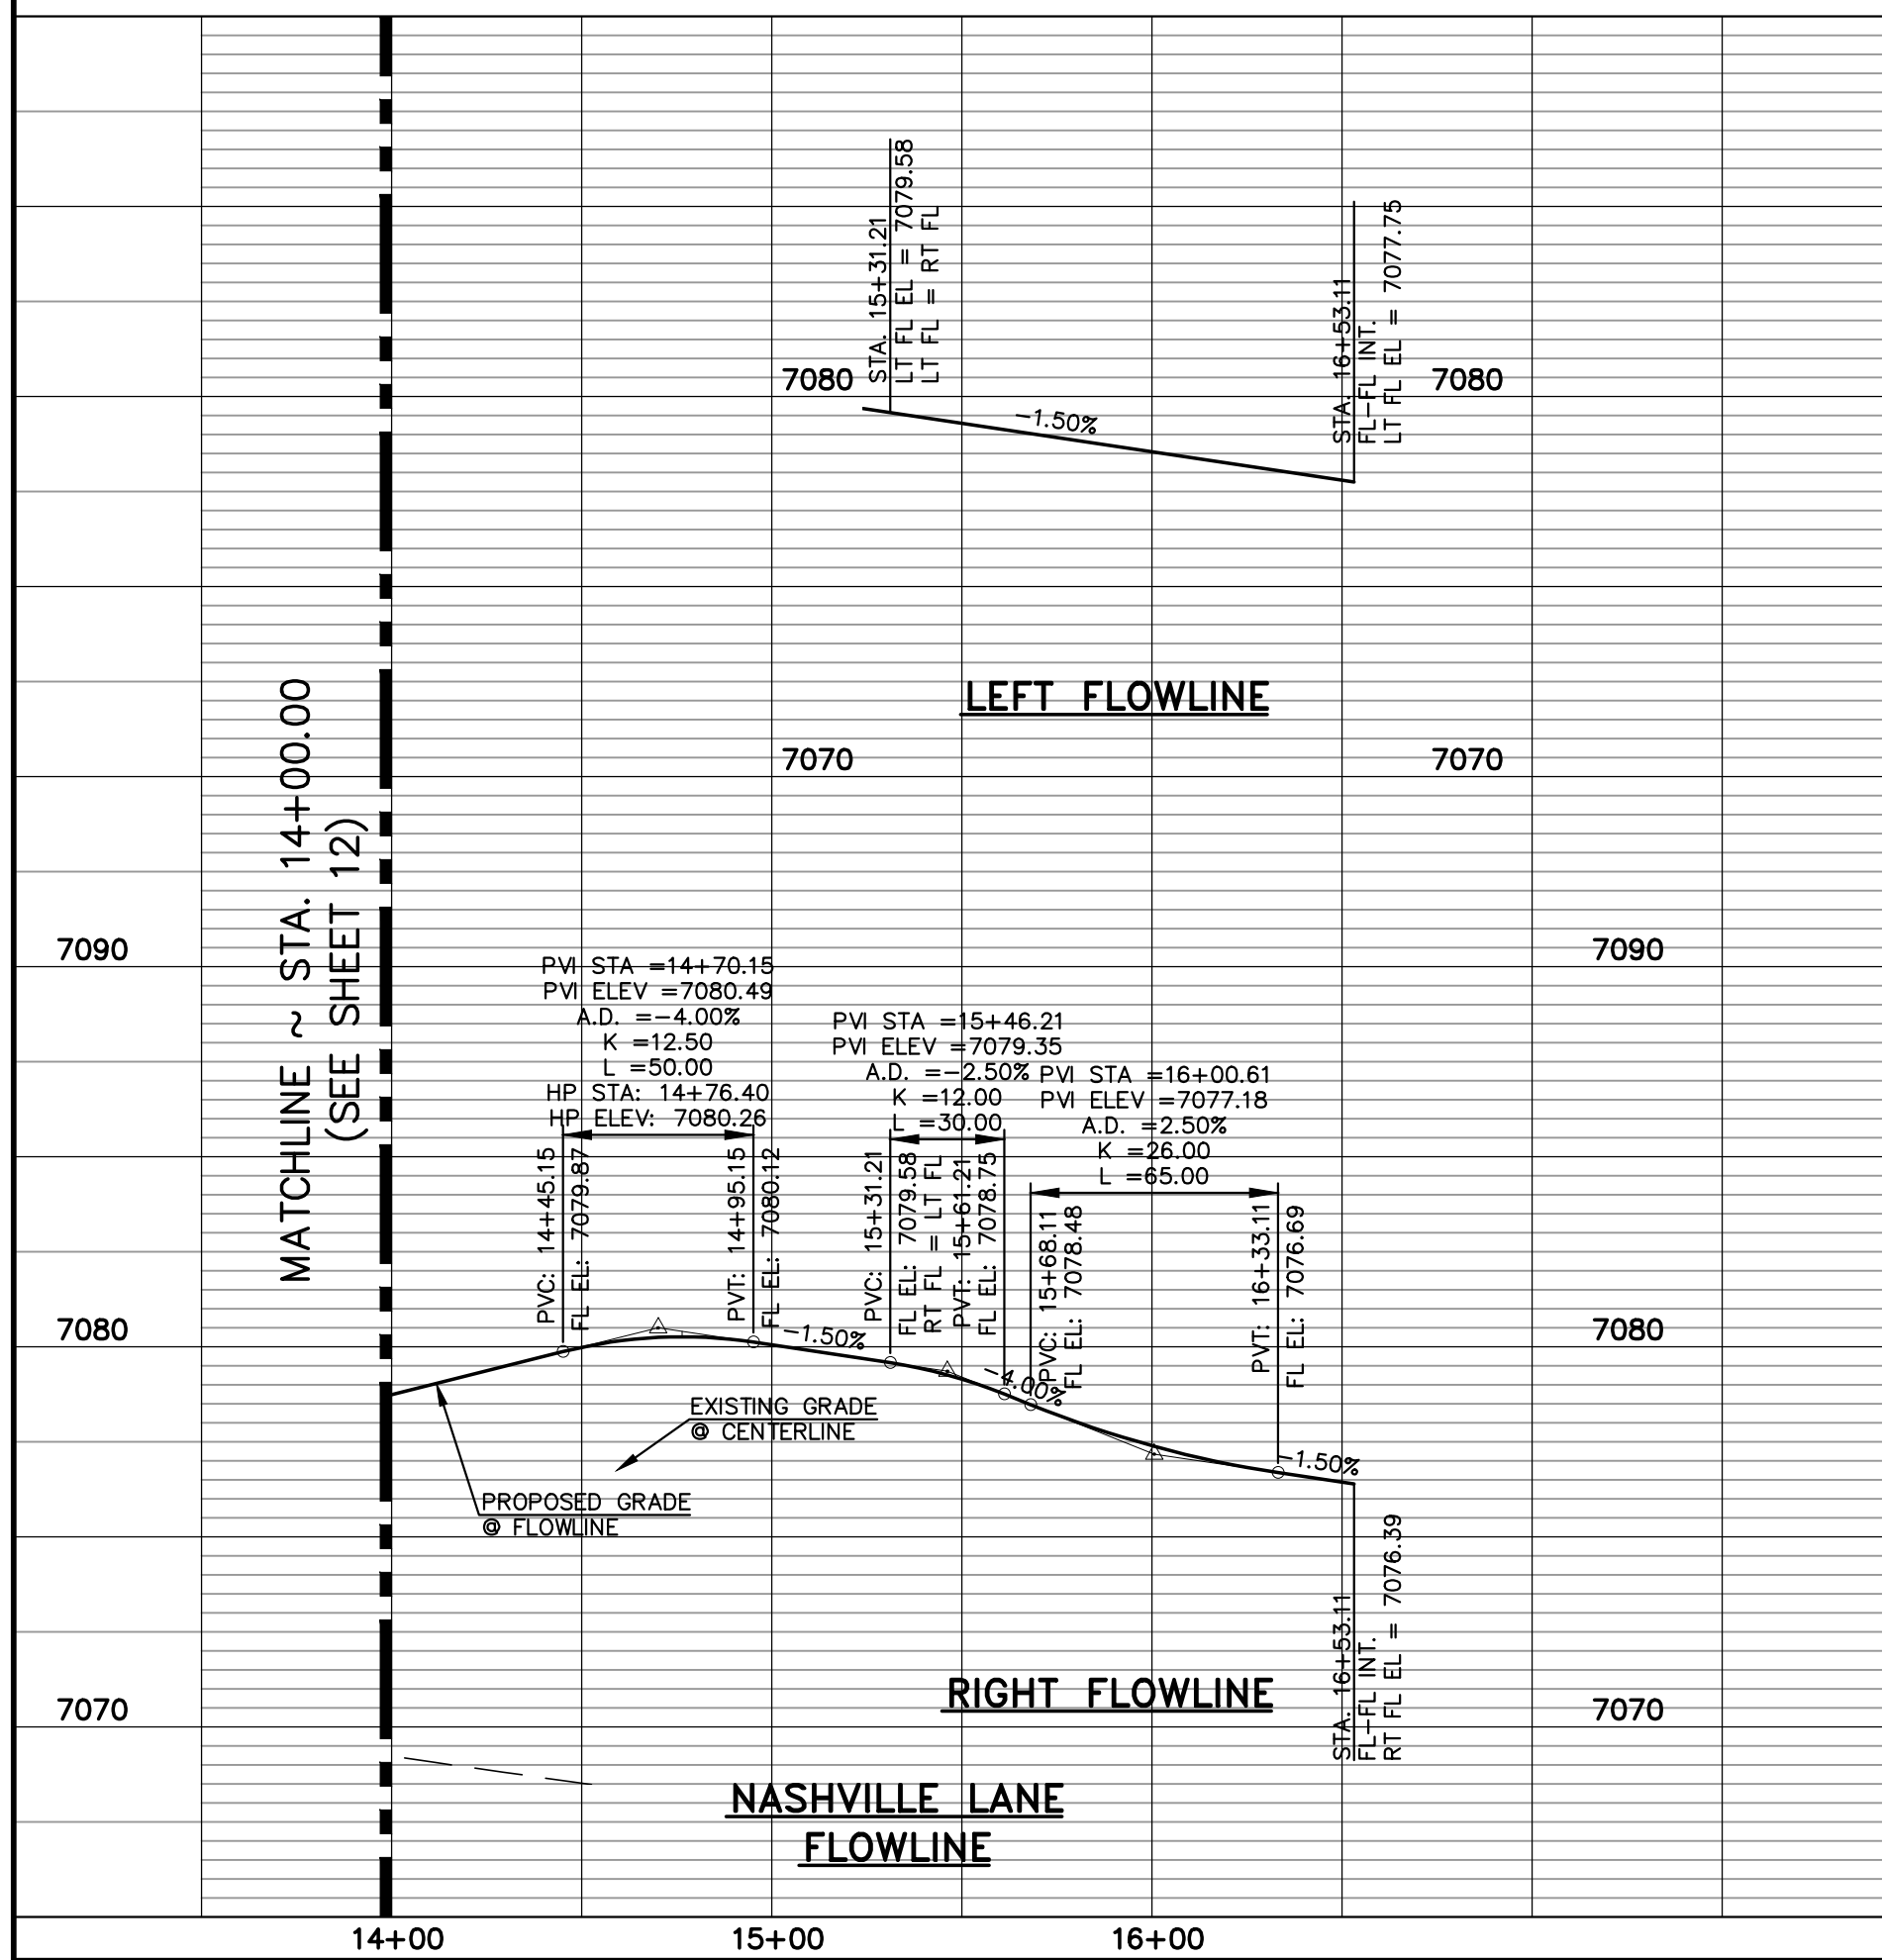 STA. 15+31.21
LT FL EL = 7079.58
LT FL = RT FL
STA. 16+53.11
FL-FL INT.
LT FL EL = 7077.75
7080
7080
-1.50%
LEFT FLOWLINE
7070
7070
MATCHLINE ~ STA. 14+00.00
(SEE SHEET 12)
7090
7090
PVI STA =14+70.15
PVI ELEV =7080.49
A.D. =-4.00%
K =12.50
L =50.00
HP STA: 14+76.40
HP ELEV: 7080.26
PVI STA =15+46.21
PVI ELEV =7079.35
A.D. =-2.50%
K =12.00
L =30.00
PVI STA =16+00.61
PVI ELEV =7077.18
A.D. =2.50%
K =26.00
L =65.00
PVC: 14+45.15
FL EL: 7079.87
PVT: 14+95.15
FL EL: 7080.12
PVC: 15+31.21
FL EL: 7079.58
RT FL = LT FL
PVT: 15+61.21
FL EL: 7078.75
PVC: 15+68.11
FL EL: 7078.48
PVT: 16+33.11
FL EL: 7076.69
7080
7080
-1.50%
-4.00%
-1.50%
EXISTING GRADE
@ CENTERLINE
PROPOSED GRADE
@ FLOWLINE
STA. 16+53.11
FL-FL INT.
RT FL EL = 7076.39
RIGHT FLOWLINE
7070
7070
NASHVILLE LANE
FLOWLINE
14+00
15+00
16+00